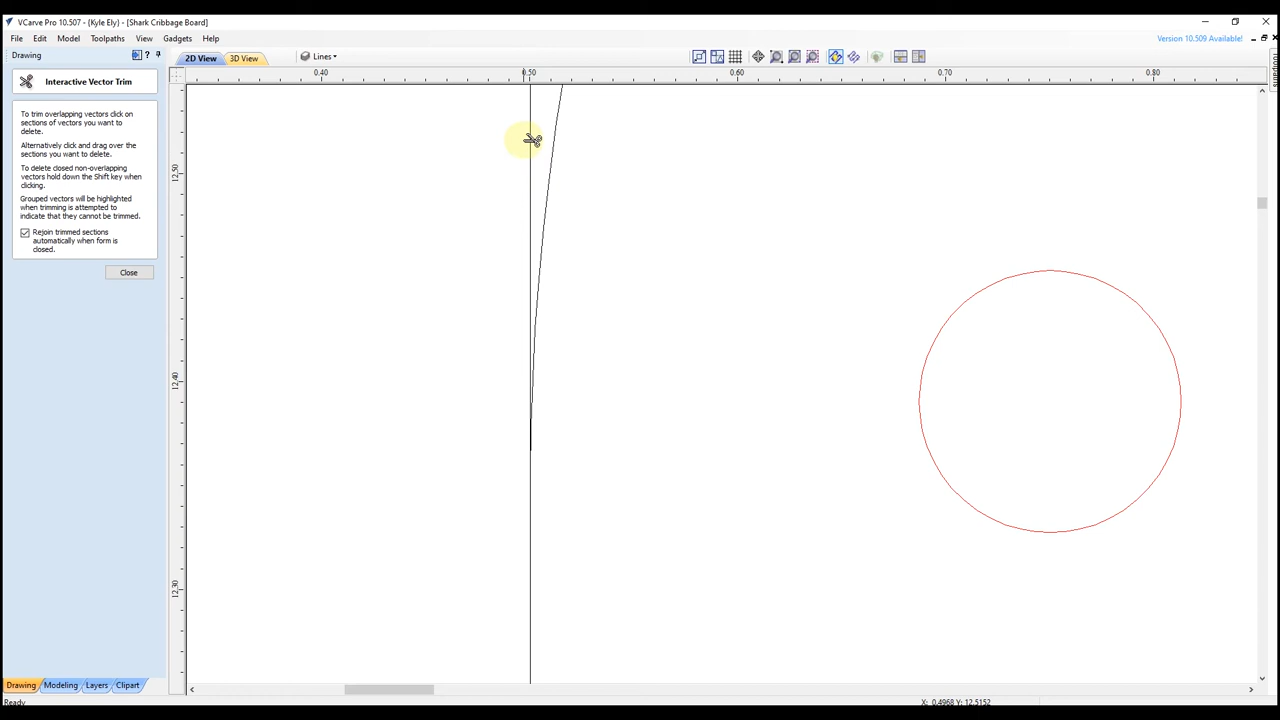 VCarve Pro 10.507 - {Kyle Ely} - [Shark Cribbage Board]
File Edit Model Toolpaths View Gadgets Help
Version 10.509 Available!
Drawing
2D View 3D View Lines
Interactive Vector Trim
0.40 0.50 0.60 0.70 0.80
To trim overlapping vectors click on
sections of vectors you want to
delete.
Alternatively click and drag over the
sections you want to delete.
To delete closed non-overlapping
vectors hold down the Shift key when
clicking.
Grouped vectors will be highlighted
when trimming is attempted to
indicate that they cannot be trimmed.
Rejoin trimmed sections
automatically when form is
closed.
Close
12.50
12.40
12.30
Drawing Modeling Layers Clipart
Ready
X: 0.4968 Y: 12.5152